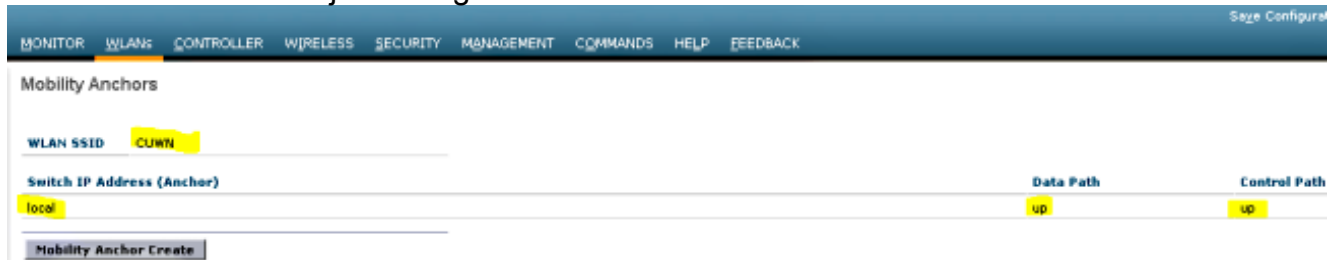 Save Configurat
MONITOR WLANs CONTROLLER WIRELESS SECURITY MANAGEMENT COMMANDS HELP FEEDBACK
Mobility Anchors
WLAN SSID CUWN
Switch IP Address (Anchor) Data Path Control Path
local up up
Mobility Anchor Create